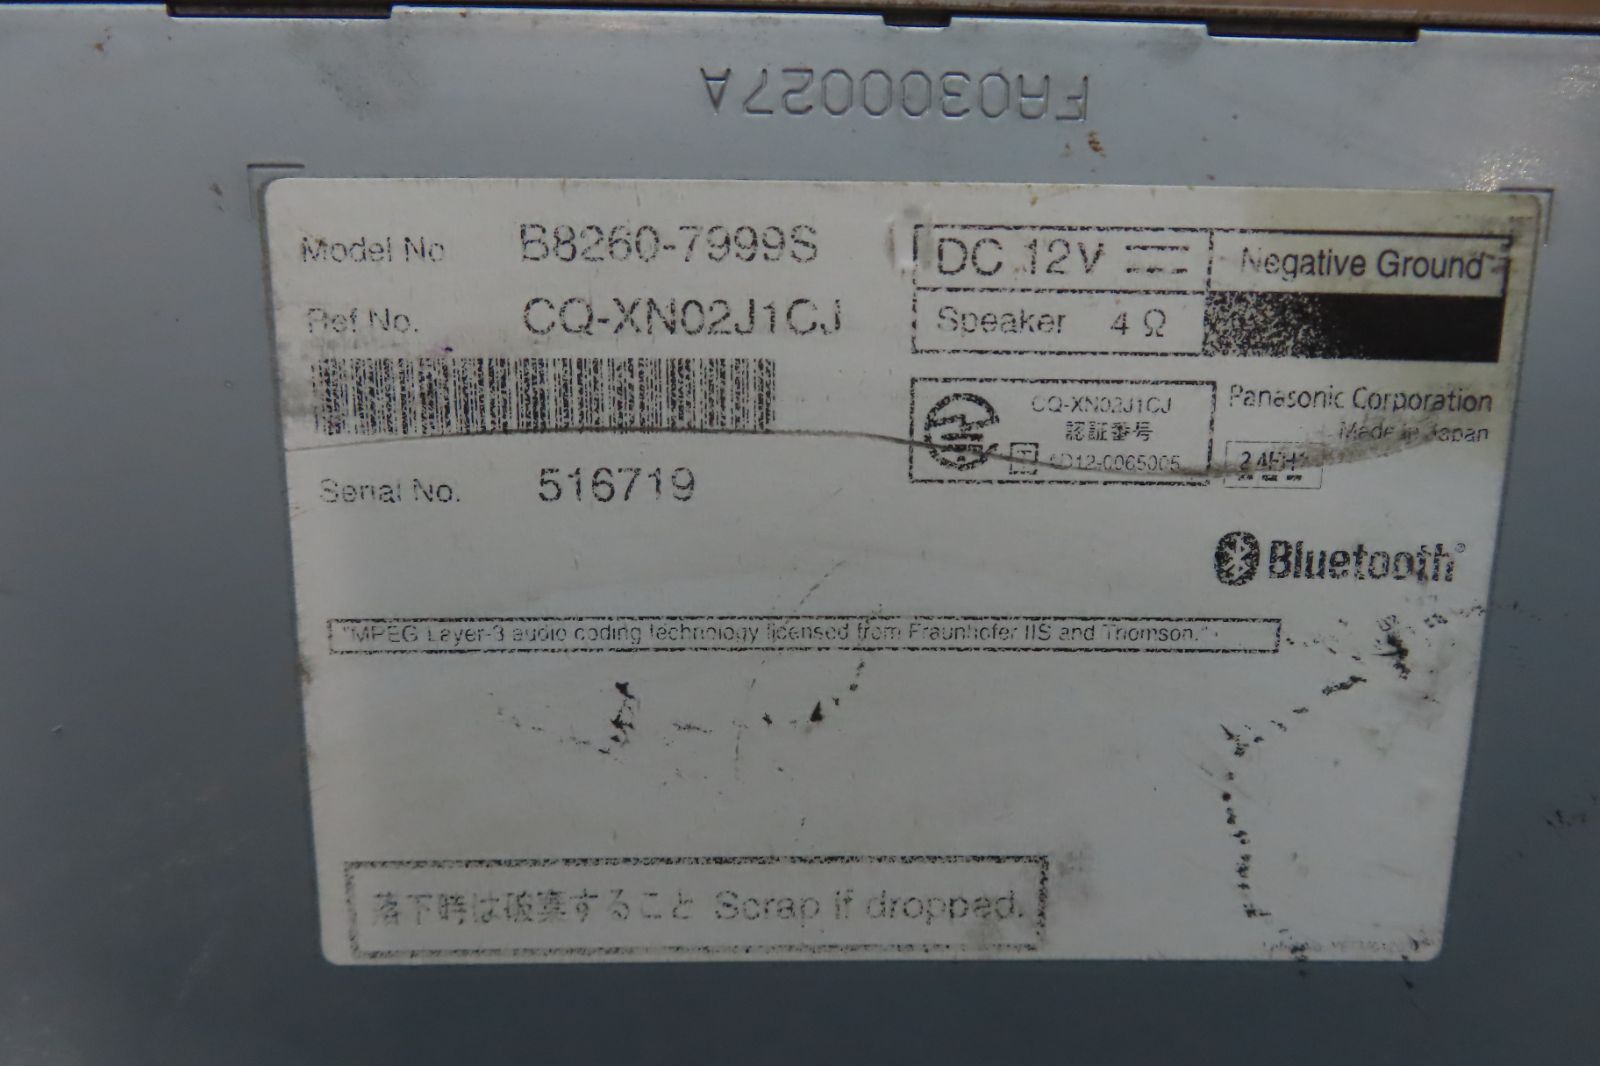 FA0300027A
Model No B8260-7999S
Ref No. CQ-XN02J1CJ
Serial No. 516719
DC 12V Negative Ground
Speaker 4 Ω
CQ-XN02J1CJ
認証番号
Panasonic Corporation
Made in Japan
Bluetooth®
"MPEG Layer-3 audio coding technology licensed from Fraunhofer IIS and Thomson."
落下時は破棄すること Scrap if dropped.